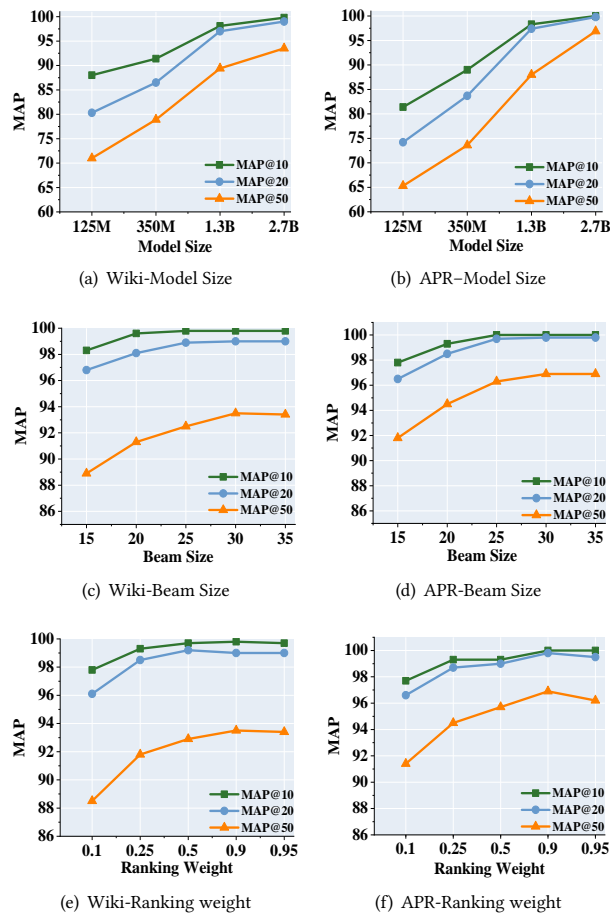 100
95
90
85
80
75
70
65
60
MAP
MAP@10
MAP@20
MAP@50
125M 350M 1.3B 2.7B
Model Size
(a) Wiki-Model Size
100
95
90
85
80
75
70
65
60
MAP
MAP@10
MAP@20
MAP@50
125M 350M 1.3B 2.7B
Model Size
(b) APR–Model Size
100
98
96
94
92
90
88
86
MAP
MAP@10
MAP@20
MAP@50
15 20 25 30 35
Beam Size
(c) Wiki-Beam Size
100
98
96
94
92
90
88
86
MAP
MAP@10
MAP@20
MAP@50
15 20 25 30 35
Beam Size
(d) APR-Beam Size
100
98
96
94
92
90
88
86
MAP
MAP@10
MAP@20
MAP@50
0.1 0.25 0.5 0.9 0.95
Ranking Weight
(e) Wiki-Ranking weight
100
98
96
94
92
90
88
86
MAP
MAP@10
MAP@20
MAP@50
0.1 0.25 0.5 0.9 0.95
Ranking Weight
(f) APR-Ranking weight